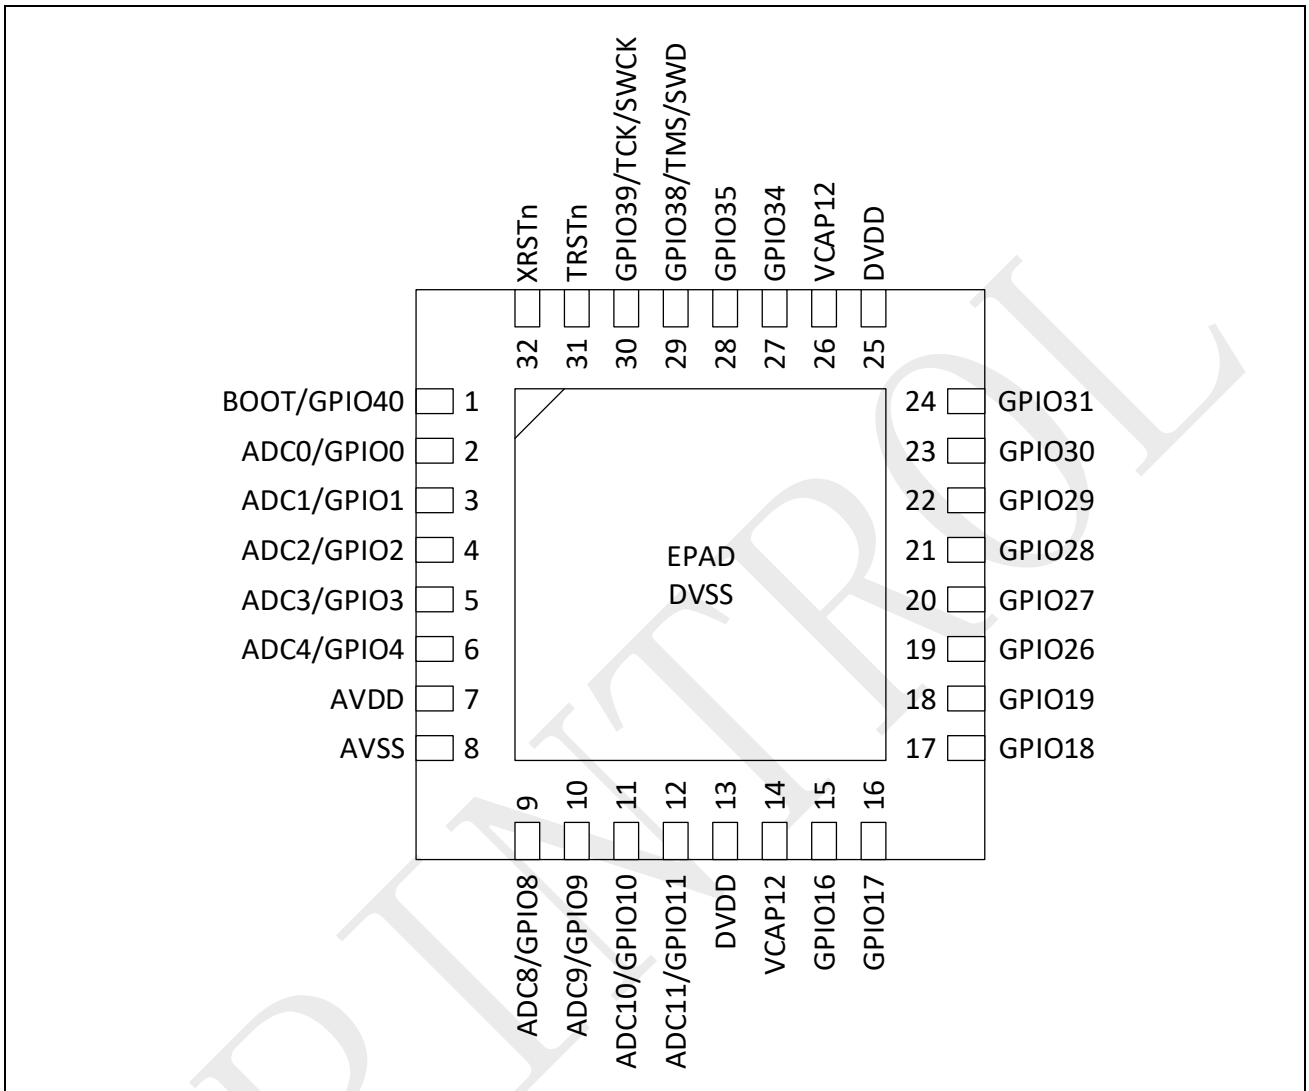 XRSTn
TRSTn
GPIO39/TCK/SWCK
GPIO38/TMS/SWD
GPIO35
GPIO34
VCAP12
DVDD
32
31
30
29
28
27
26
25
BOOT/GPIO40 1
ADC0/GPIO0 2
ADC1/GPIO1 3
ADC2/GPIO2 4
ADC3/GPIO3 5
ADC4/GPIO4 6
AVDD 7
AVSS 8
EPAD
DVSS
24 GPIO31
23 GPIO30
22 GPIO29
21 GPIO28
20 GPIO27
19 GPIO26
18 GPIO19
17 GPIO18
9
10
11
12
13
14
15
16
ADC8/GPIO8
ADC9/GPIO9
ADC10/GPIO10
ADC11/GPIO11
DVDD
VCAP12
GPIO16
GPIO17